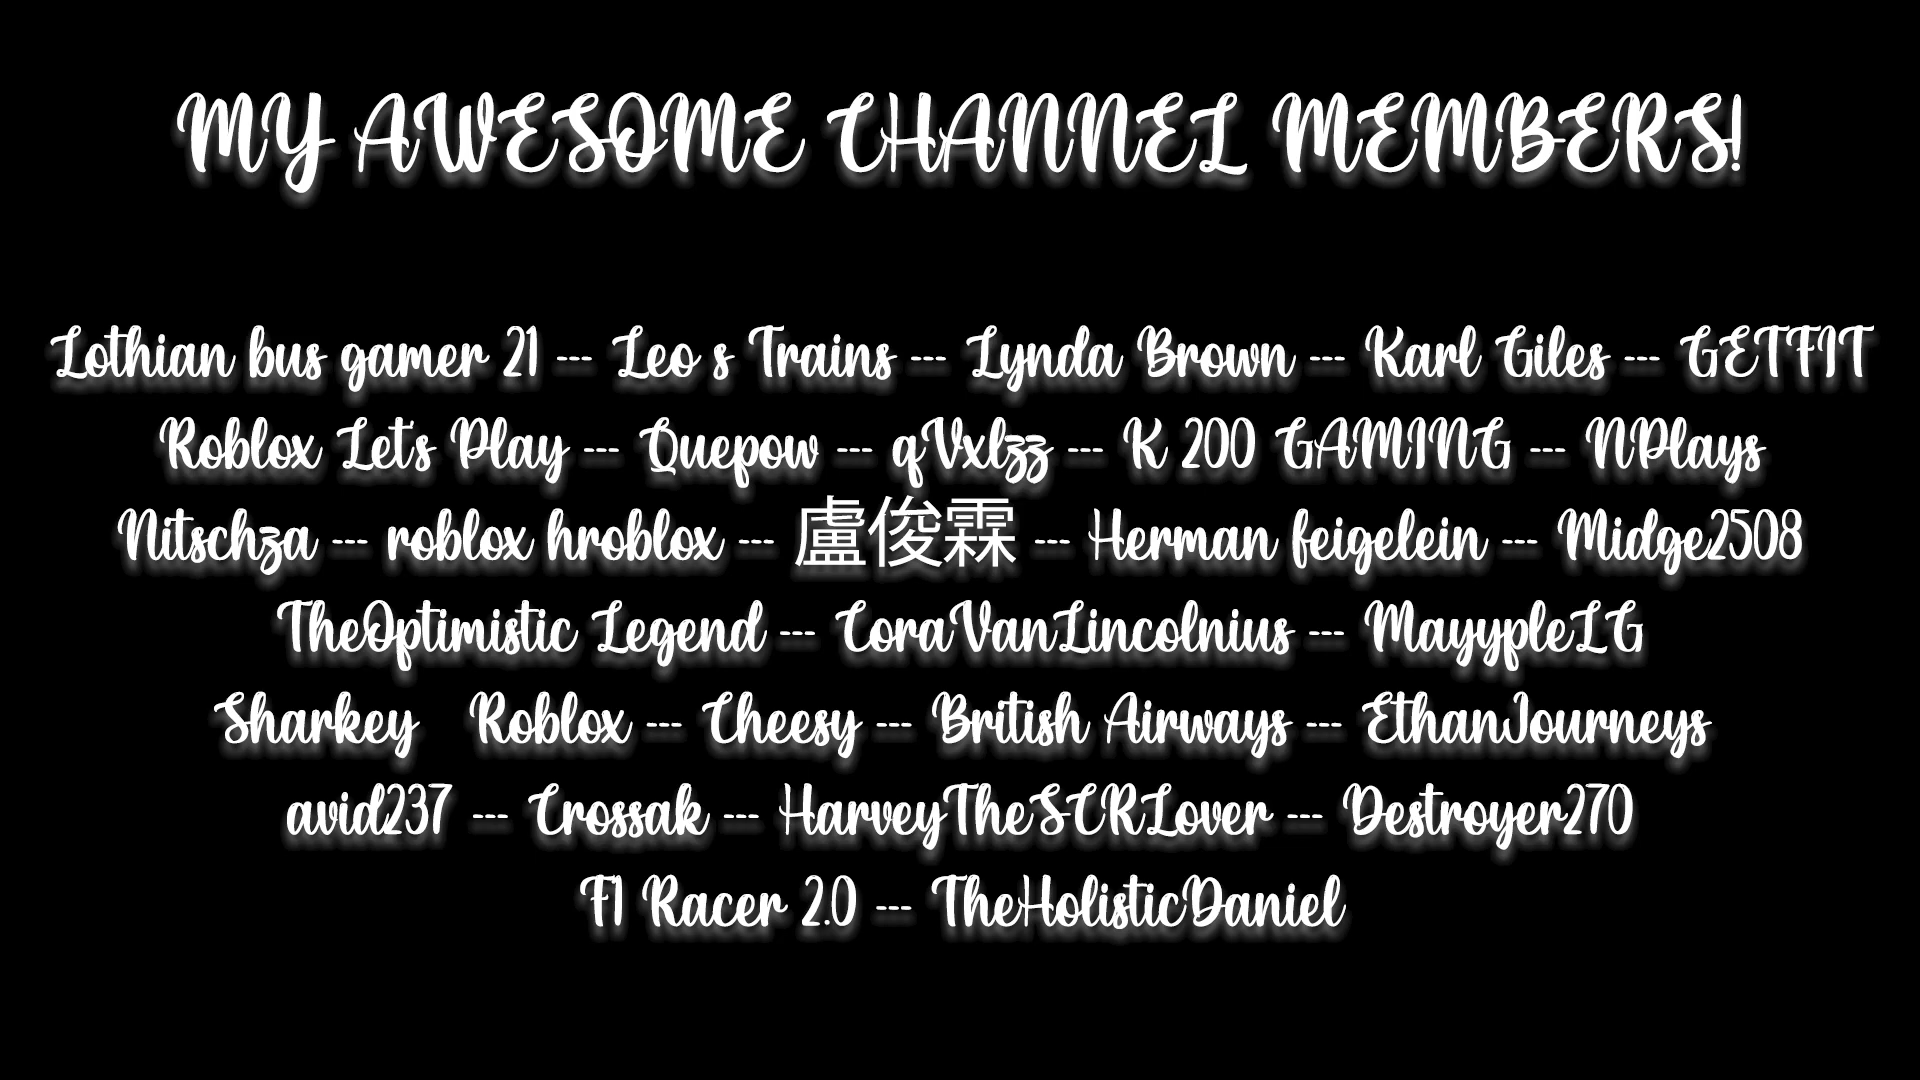 MY AWESOME CHANNEL MEMBERS!
Lothian bus gamer 21 --- Leo s Trains --- Lynda Brown --- Karl Giles --- GETFIT
Roblox Let's Play --- Quepow --- qVxlzz --- K 200 GAMING --- NPlays
Nitschza --- roblox hroblox --- 盧俊霖 --- Herman feigelein --- Midge2508
TheOptimistic Legend --- CoraVanLincolnius --- MayypleLG
Sharkey Roblox --- Cheesy --- British Airways --- EthanJourneys
avid237 --- Crossak --- HarveyTheSCRLover --- Destroyer270
F1 Racer 2.0 --- TheHolisticDaniel